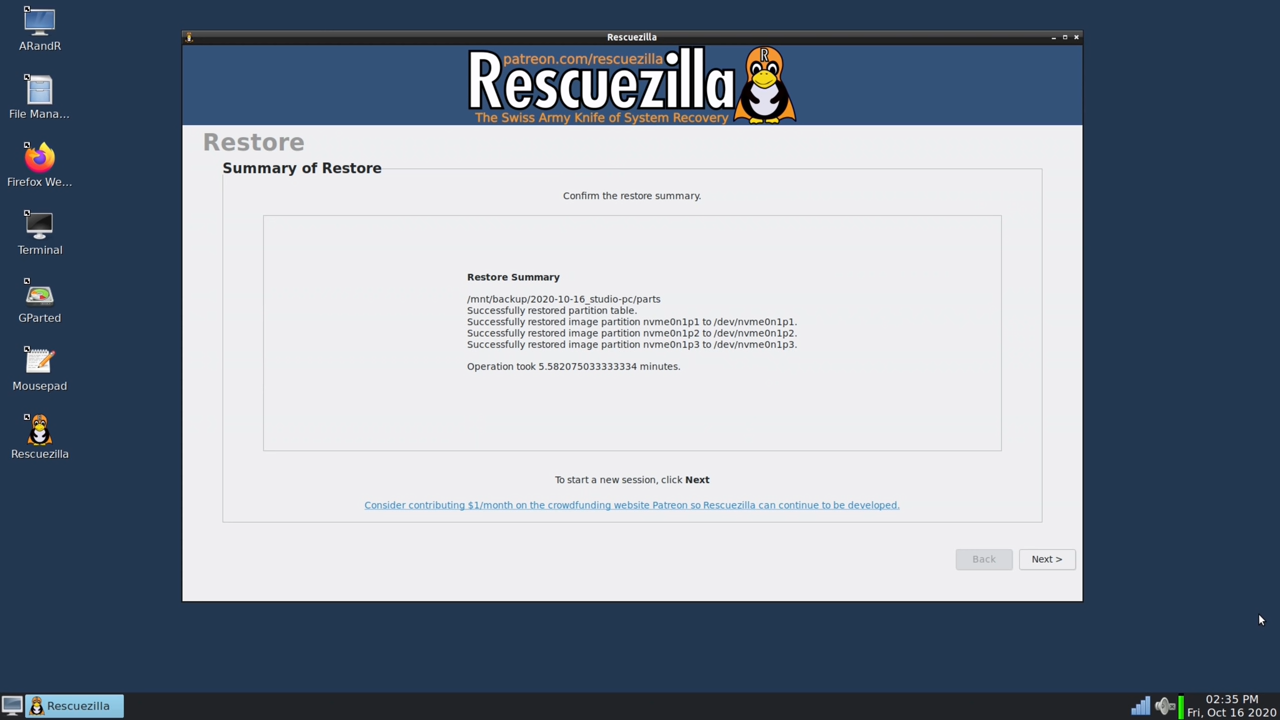 ARandR
File Mana...
Firefox We...
Terminal
GParted
Mousepad
Rescuezilla
Rescuezilla
patreon.com/rescuezilla
R
Rescuezilla
The Swiss Army Knife of System Recovery
Restore
Summary of Restore
Confirm the restore summary.
Restore Summary
/mnt/backup/2020-10-16_studio-pc/parts
Successfully restored partition table.
Successfully restored image partition nvme0n1p1 to /dev/nvme0n1p1.
Successfully restored image partition nvme0n1p2 to /dev/nvme0n1p2.
Successfully restored image partition nvme0n1p3 to /dev/nvme0n1p3.
Operation took 5.582075033333334 minutes.
To start a new session, click Next
Consider contributing $1/month on the crowdfunding website Patreon so Rescuezilla can continue to be developed.
Back
Next >
Rescuezilla
02:35 PM
Fri, Oct 16 2020